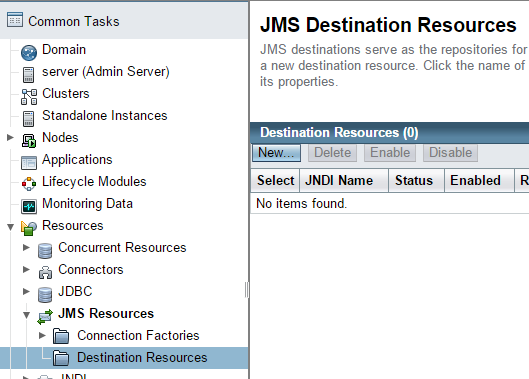 Common Tasks
Domain
server (Admin Server)
Clusters
Standalone Instances
Nodes
Applications
Lifecycle Modules
Monitoring Data
Resources
Concurrent Resources
Connectors
JDBC
JMS Resources
Connection Factories
Destination Resources
JNDI
JMS Destination Resources
JMS destinations serve as the repositories for
a new destination resource. Click the name of
its properties.
Destination Resources (0)
New... Delete Enable Disable
Select JNDI Name Status Enabled R
No items found.